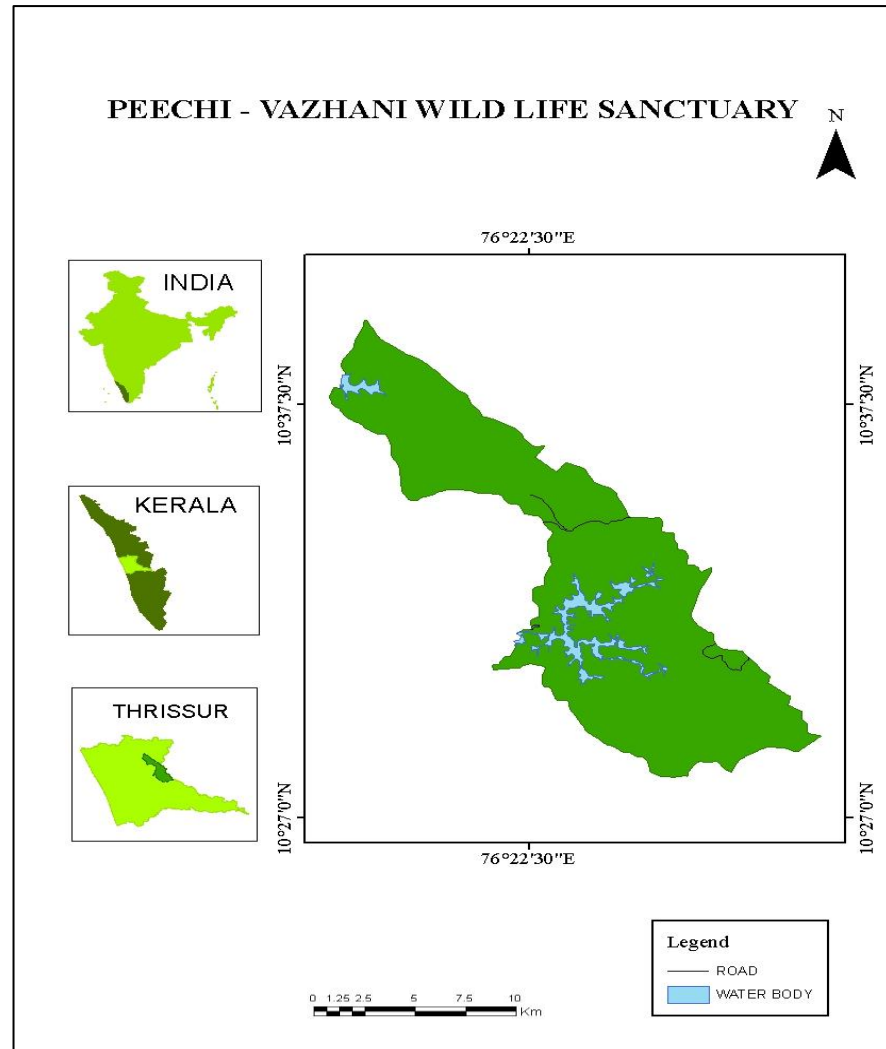 PEECHI - VAZHANI WILD LIFE SANCTUARY
N
76°22'30"E
INDIA
10°37'30"N
10°37'30"N
KERALA
THRISSUR
10°27'0"N
10°27'0"N
76°22'30"E
Legend
ROAD
WATER BODY
0 1.25 2.5 5 7.5 10
Km